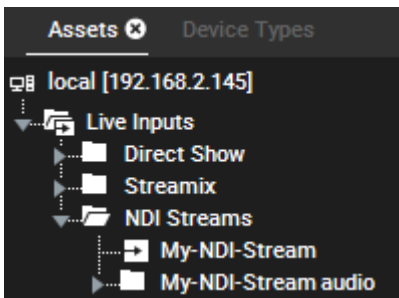 Assets Device Types
local [192.168.2.145]
Live Inputs
Direct Show
Streamix
NDI Streams
My-NDI-Stream
My-NDI-Stream audio